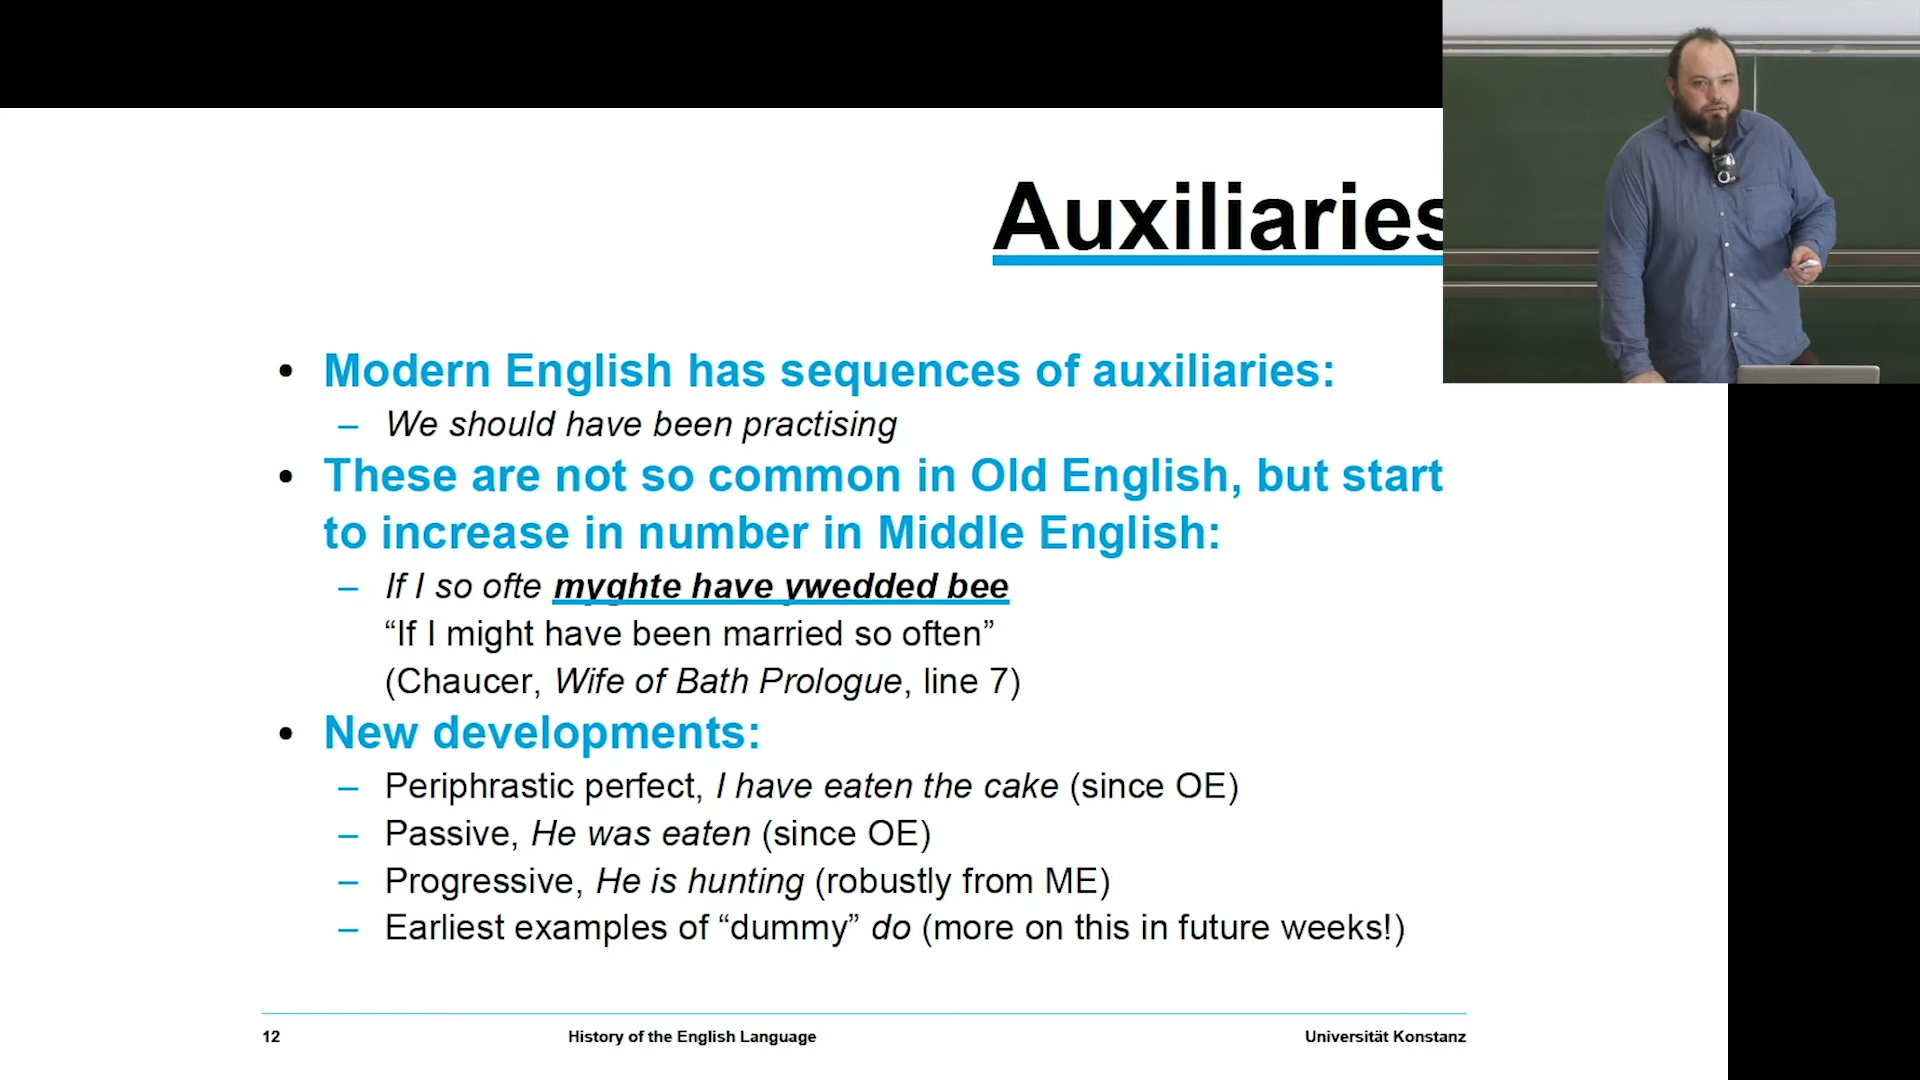 Auxiliaries
• Modern English has sequences of auxiliaries:
– We should have been practising
• These are not so common in Old English, but start
to increase in number in Middle English:
– If I so ofte myghte have ywedded bee
“If I might have been married so often”
(Chaucer, Wife of Bath Prologue, line 7)
• New developments:
– Periphrastic perfect, I have eaten the cake (since OE)
– Passive, He was eaten (since OE)
– Progressive, He is hunting (robustly from ME)
– Earliest examples of “dummy” do (more on this in future weeks!)
12 History of the English Language Universität Konstanz